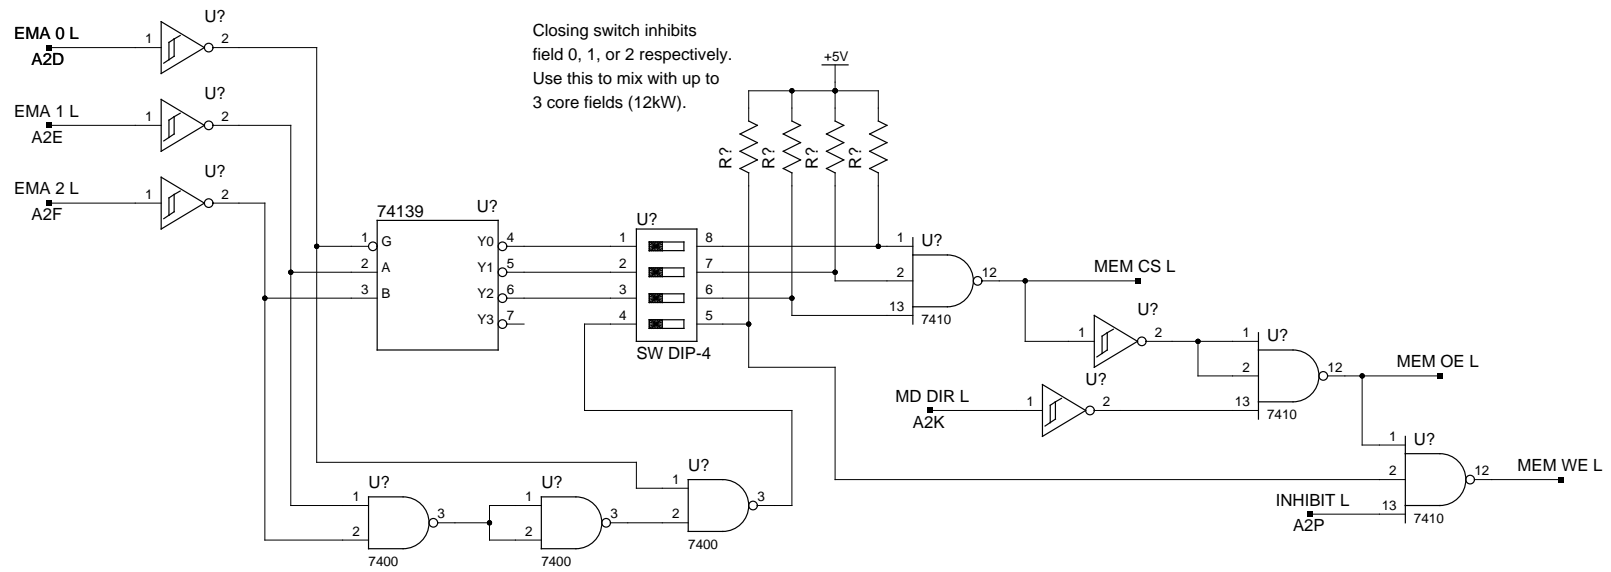 EMA 0 L
A2D
1
U?
2
EMA 1 L
A2E
1
U?
2
EMA 2 L
A2F
1
U?
2
Closing switch inhibits
field 0, 1, or 2 respectively.
Use this to mix with up to
3 core fields (12kW).
+5V
R?
R?
R?
R?
74139
U?
1
G
Y0
4
2
A
Y1
5
3
B
Y2
6
Y3
7
U?
1
8
2
7
3
6
4
5
SW DIP-4
1
U?
2
12
13
7410
MEM CS L
U?
1
2
U?
1
2
12
13
7410
MEM OE L
MD DIR L
A2K
U?
1
2
U?
1
2
12
13
7410
MEM WE L
INHIBIT L
A2P
U?
1
2
3
7400
U?
1
2
3
7400
U?
1
2
3
7400